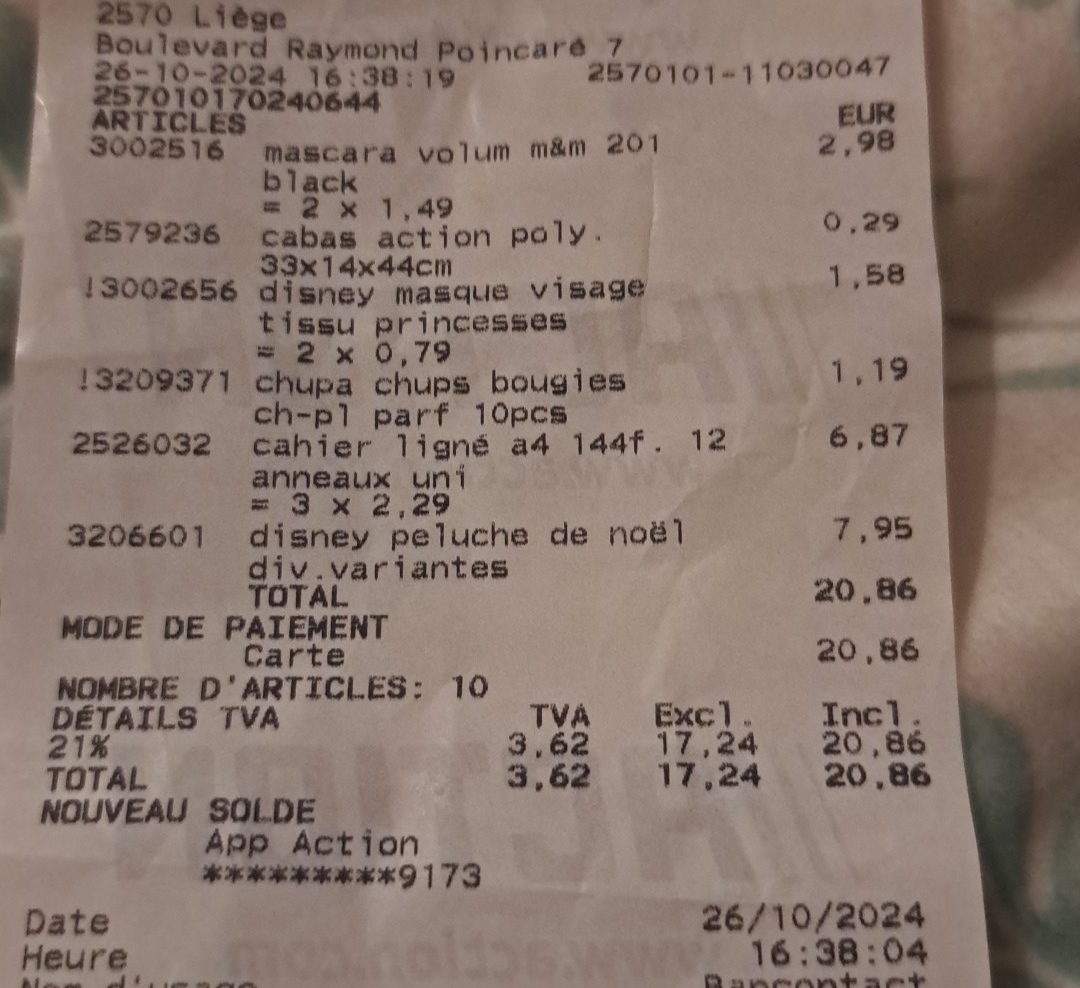 2570 Liège
Boulevard Raymond Poincaré 7
26-10-2024 16:38:19 2570101-11030047
257010170240644
ARTICLES EUR
3002516 mascara volum m&m 201 2,98
black
= 2 x 1,49
2579236 cabas action poly. 0,29
33x14x44cm
!3002656 disney masque visage 1,58
tissu princesses
= 2 x 0,79
!3209371 chupa chups bougies 1,19
ch-pl parf 10pcs
2526032 cahier ligné a4 144f. 12 6,87
anneaux uni
= 3 x 2,29
3206601 disney peluche de noël 7,95
div.variantes
TOTAL 20,86
MODE DE PAIEMENT
Carte 20,86
NOMBRE D'ARTICLES: 10
DÉTAILS TVA TVA Excl. Incl.
21% 3,62 17,24 20,86
TOTAL 3,62 17,24 20,86
NOUVEAU SOLDE
App Action
*********9173
Date 26/10/2024
Heure 16:38:04
Nom d'usage Bancontact